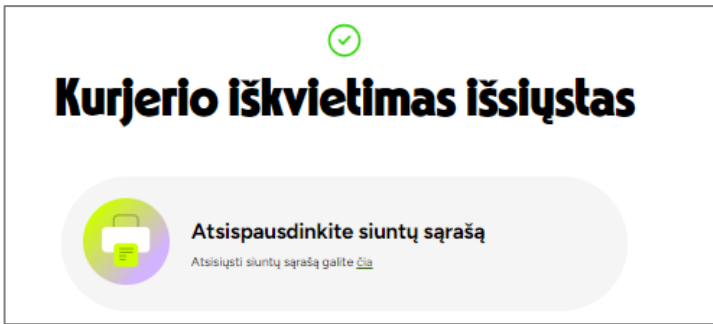 Kurjerio iškvietimas išsiųstas
Atsispausdinkite siuntų sąrašą
Atsisiųsti siuntų sąrašą galite čia